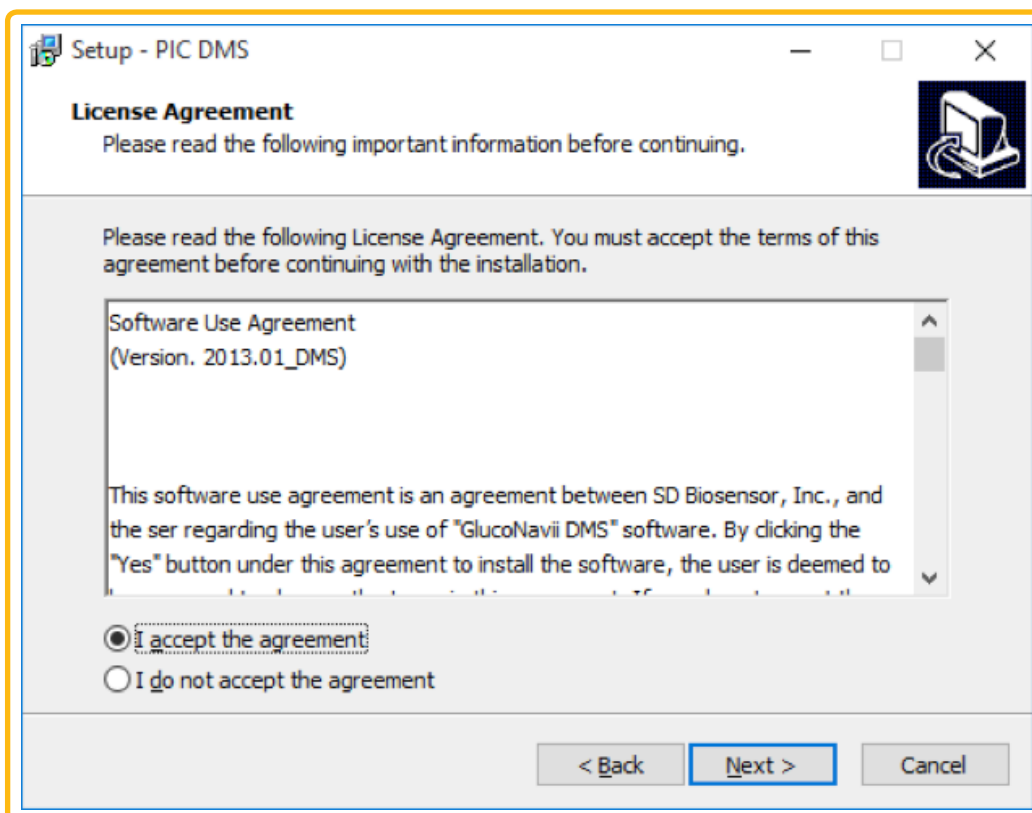 Setup - PIC DMS
License Agreement
Please read the following important information before continuing.
Please read the following License Agreement. You must accept the terms of this
agreement before continuing with the installation.
Software Use Agreement
(Version. 2013.01_DMS)
This software use agreement is an agreement between SD Biosensor, Inc., and
the ser regarding the user's use of "GlucoNavii DMS" software. By clicking the
"Yes" button under this agreement to install the software, the user is deemed to
I accept the agreement
I do not accept the agreement
< Back
Next >
Cancel